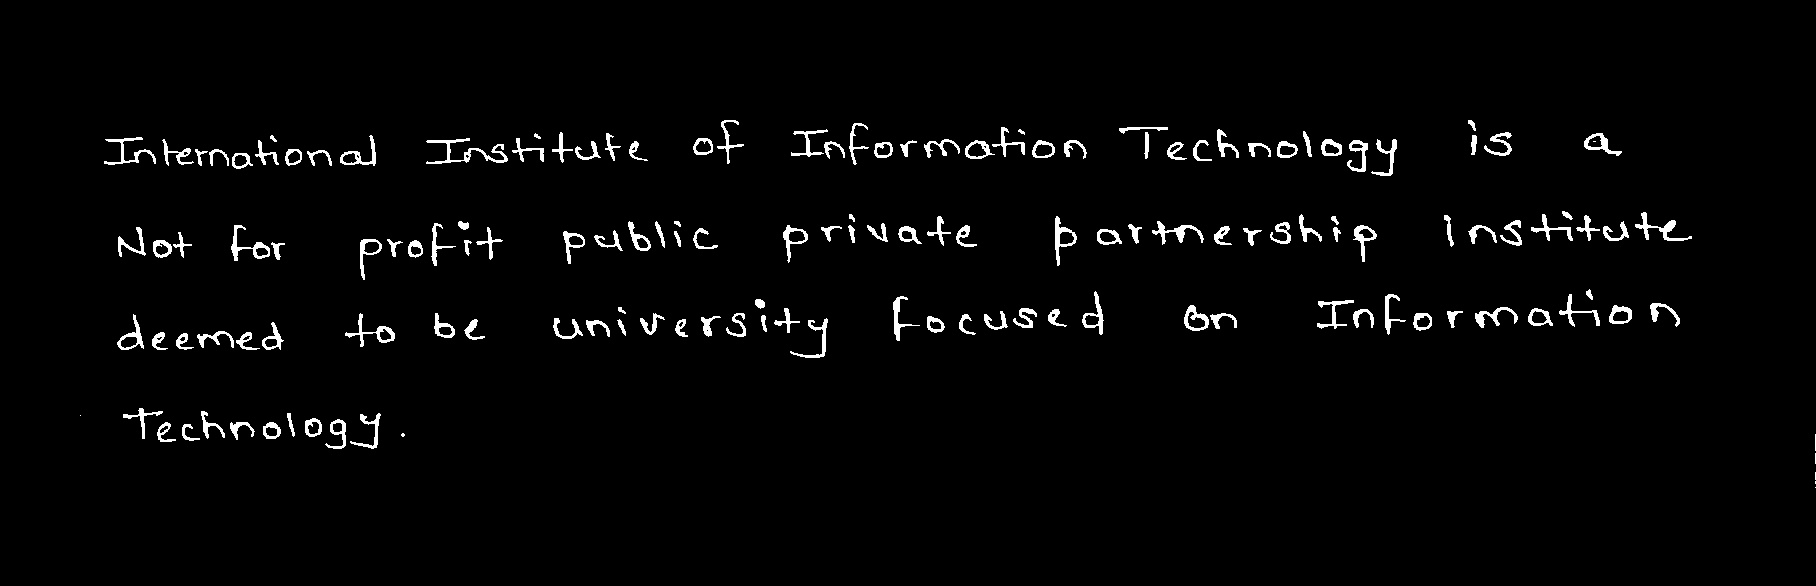 International Institute of Information Technology is a
Not for profit public private partnership institute
deemed to be university focused on Information
Technology.